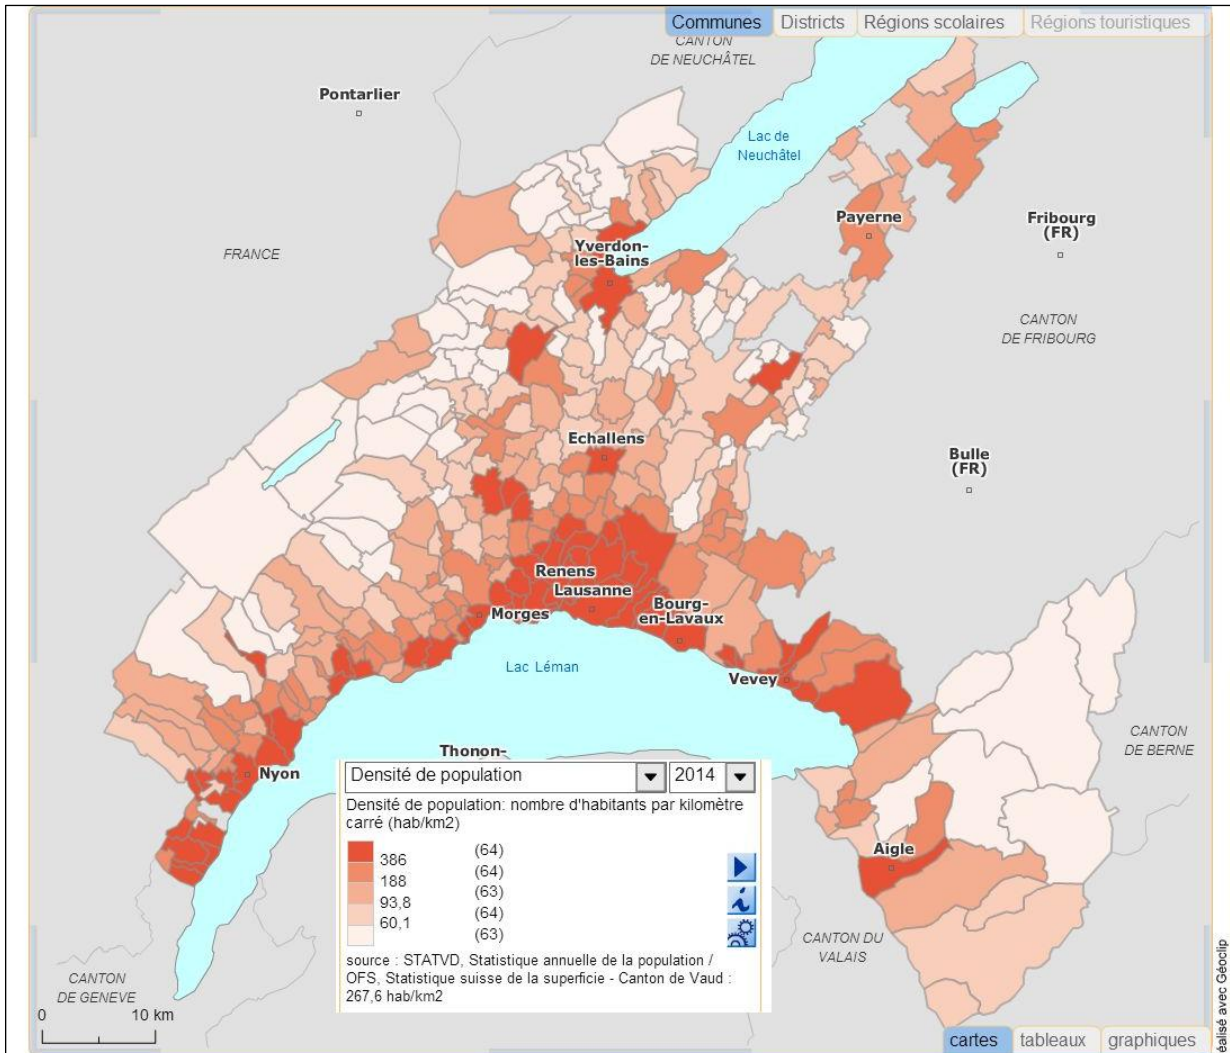 Communes
Districts
Régions scolaires
Régions touristiques
CANTON
DE NEUCHÂTEL
Pontarlier
Lac de
Neuchâtel
Payerne
Fribourg
(FR)
FRANCE
Yverdon-
les-Bains
CANTON
DE FRIBOURG
Echallens
Bulle
(FR)
Renens
Lausanne
Morges
Bourg-
en-Lavaux
Lac Léman
Vevey
CANTON
DE BERNE
Nyon
Thonon-
Aigle
CANTON DU
VALAIS
CANTON
DE GENEVE
0 10 km
Densité de population
2014
Densité de population: nombre d'habitants par kilomètre
carré (hab/km2)
(64)
386
(64)
188
(63)
93,8
(64)
60,1
(63)
source : STATVD, Statistique annuelle de la population /
OFS, Statistique suisse de la superficie - Canton de Vaud :
267,6 hab/km2
cartes
tableaux
graphiques
éalisé avec Géoclip